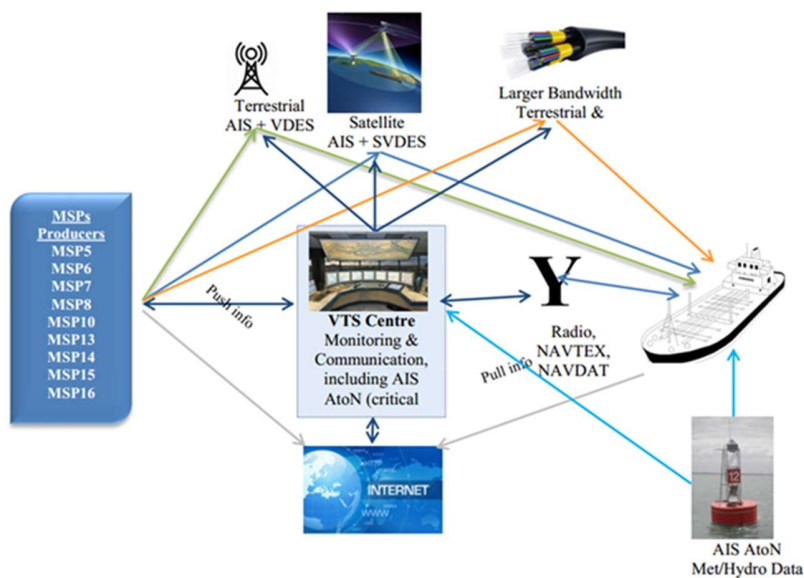 Terrestrial
AIS + VDES
Satellite
AIS + SVDES
Larger Bandwidth
Terrestrial &
MSPs
Producers
MSP5
MSP6
MSP7
MSP8
MSP10
MSP13
MSP14
MSP15
MSP16
Push info
VTS Centre
Monitoring &
Communication,
including AIS
AtoN (critical
Y
Radio,
NAVTEX,
NAVDAT
Pull info
HTTP
INTERNET
WWW
12
AIS AtoN
Met/Hydro Data